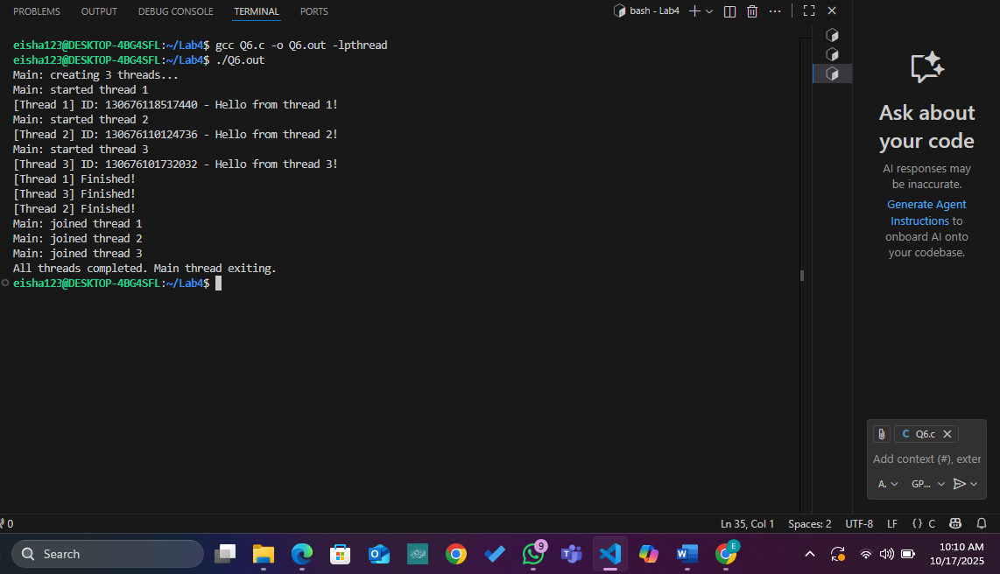 PROBLEMS OUTPUT DEBUG CONSOLE TERMINAL PORTS bash - Lab4
eisha123@DESKTOP-4BG4SFL:~/Lab4$ gcc Q6.c -o Q6.out -lpthread
eisha123@DESKTOP-4BG4SFL:~/Lab4$ ./Q6.out
Main: creating 3 threads...
Main: started thread 1
[Thread 1] ID: 130676118517440 - Hello from thread 1!
Main: started thread 2
[Thread 2] ID: 130676110124736 - Hello from thread 2!
Main: started thread 3
[Thread 3] ID: 130676101732032 - Hello from thread 3!
[Thread 1] Finished!
[Thread 3] Finished!
[Thread 2] Finished!
Main: joined thread 1
Main: joined thread 2
Main: joined thread 3
All threads completed. Main thread exiting.
eisha123@DESKTOP-4BG4SFL:~/Lab4$
Ask about
your code
AI responses may
be inaccurate.
Generate Agent
Instructions to
onboard AI onto
your codebase.
C Q6.c
Add context (#), exter
A. GP...
0 Ln 35, Col 1 Spaces: 2 UTF-8 LF {} C
Search
9
E
10:10 AM
10/17/2025